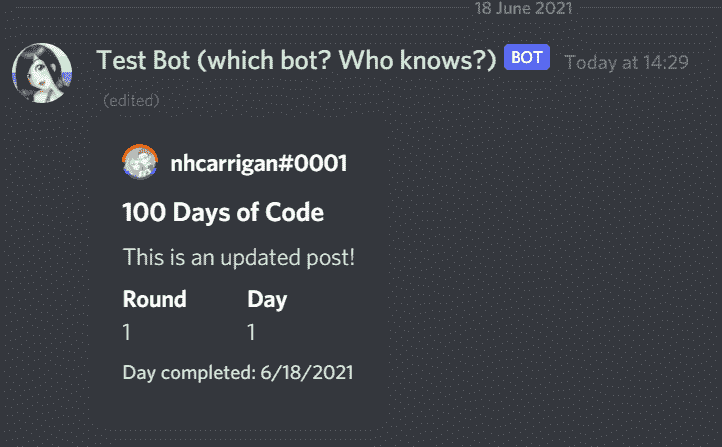 18 June 2021
Test Bot (which bot? Who knows?) BOT Today at 14:29
(edited)
nhcarrigan#0001
100 Days of Code
This is an updated post!
Round Day
1 1
Day completed: 6/18/2021